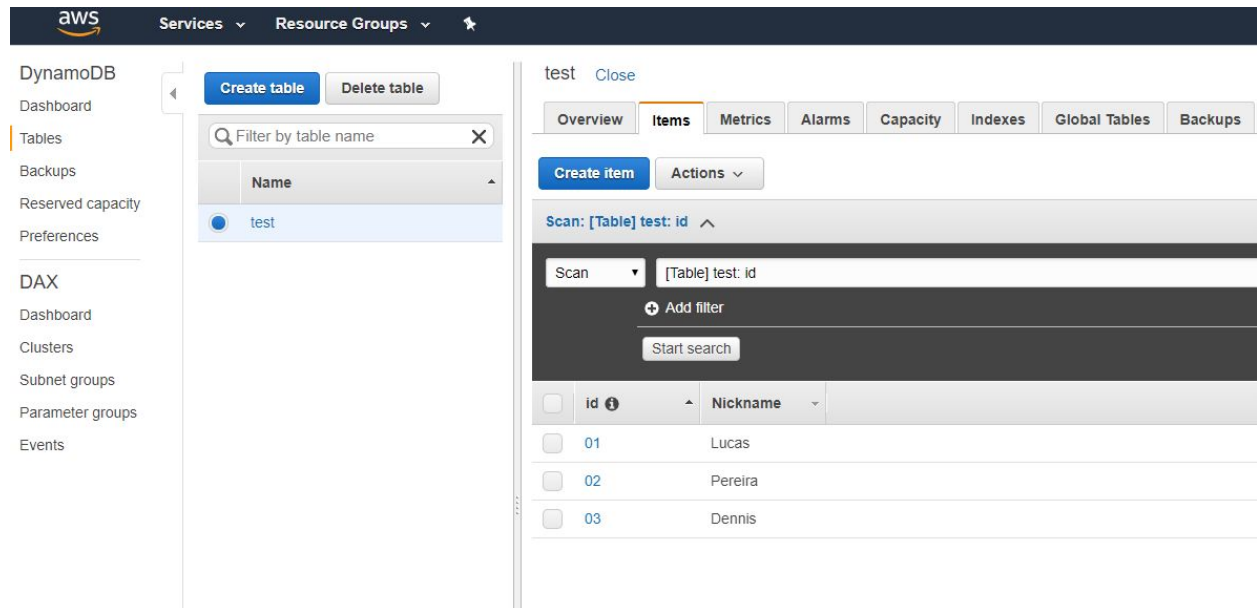 aws Services Resource Groups
DynamoDB
Dashboard
Tables
Backups
Reserved capacity
Preferences
DAX
Dashboard
Clusters
Subnet groups
Parameter groups
Events
Create table Delete table
Filter by table name
Name
test
test Close
Overview Items Metrics Alarms Capacity Indexes Global Tables Backups
Create item Actions
Scan: [Table] test: id
Scan [Table] test: id
Add filter
Start search
id Nickname
01 Lucas
02 Pereira
03 Dennis